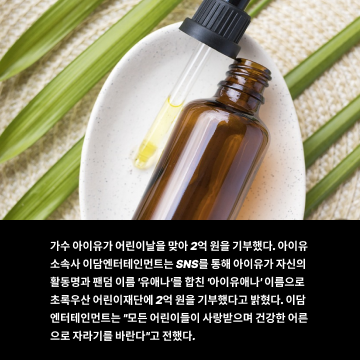 가수 아이유가 어린이날을 맞아 2억 원을 기부했다. 아이유
소속사 이담엔터테인먼트는 SNS를 통해 아이유가 자신의
활동명과 팬덤 이름 '유애나'를 합친 '아이유애나' 이름으로
초록우산 어린이재단에 2억 원을 기부했다고 밝혔다. 이담
엔터테인먼트는 "모든 어린이들이 사랑받으며 건강한 어른
으로 자라기를 바란다"고 전했다.